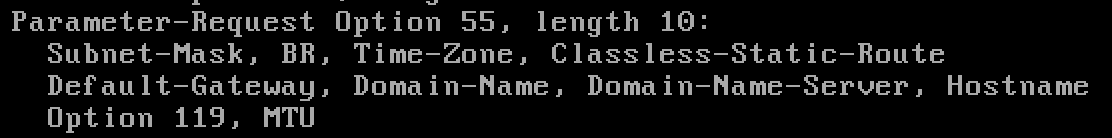 Parameter-Request Option 55, length 10:
Subnet-Mask, BR, Time-Zone, Classless-Static-Route
Default-Gateway, Domain-Name, Domain-Name-Server, Hostname
Option 119, MTU